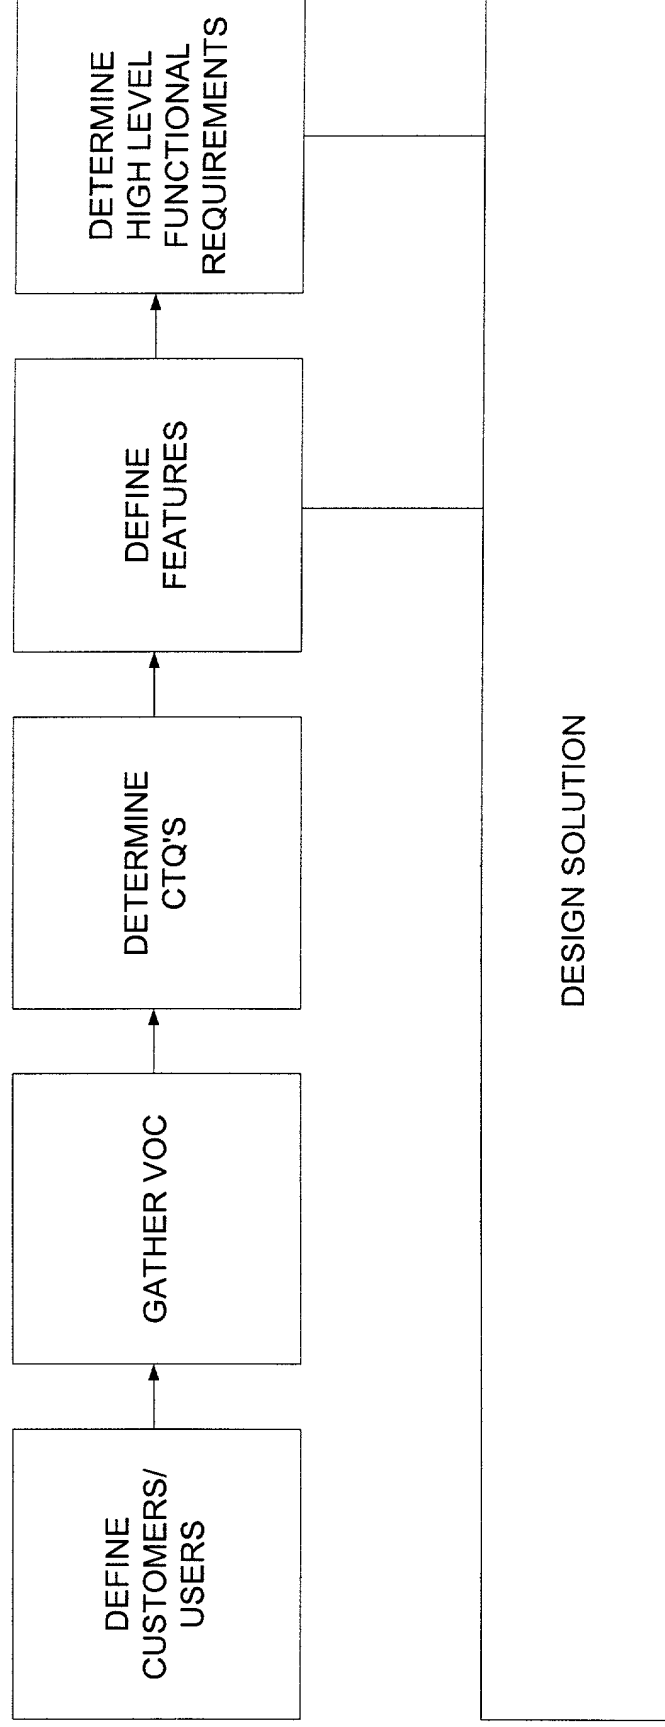 DEFINE
CUSTOMERS/
USERS
GATHER VOC
DETERMINE
CTQ'S
DEFINE
FEATURES
DETERMINE
HIGH LEVEL
FUNCTIONAL
REQUIREMENTS
DESIGN SOLUTION